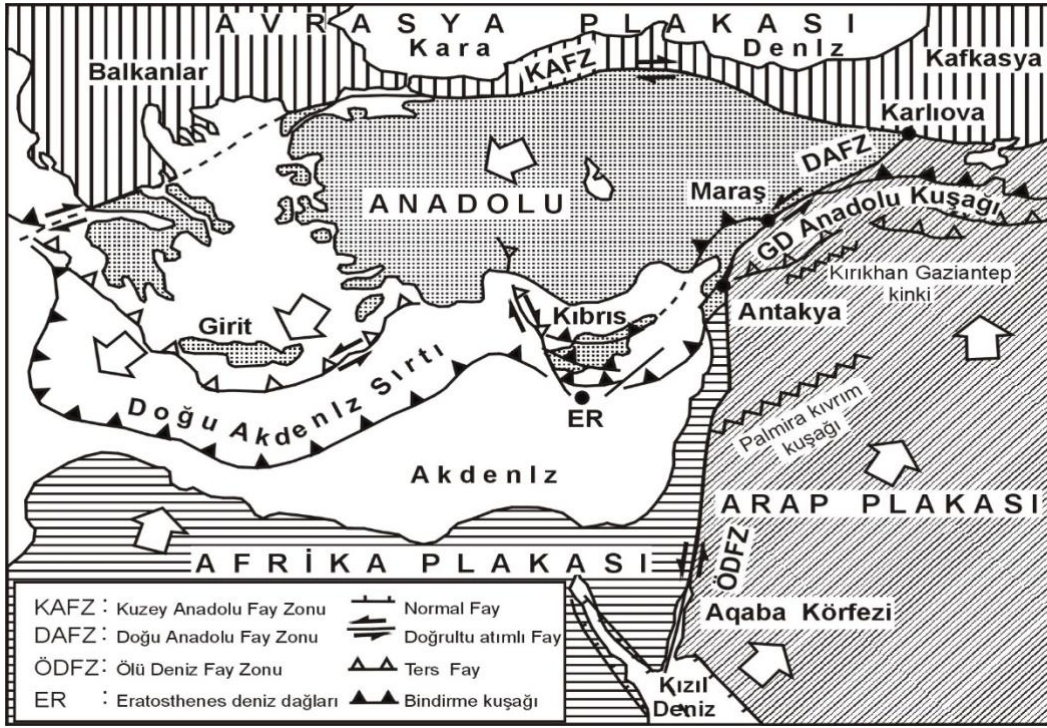 AVRASYA PLAKASI
Kara Deniz
Balkanlar
KAFZ
Kafkasya
Karlıova
DAFZ
ANADOLU
Maraş
GD Anadolu Kuşağı
Kırıkhan Gaziantep
kinki
Antakya
Girit
Kıbrıs
Doğu Akdeniz Sırtı
ER
Palmira kıvrım
kuşağı
Akdeniz
ARAP PLAKASI
AFRİKA PLAKASI
ÖDFZ
Aqaba Körfezi
Kızıl
Deniz
KAFZ : Kuzey Anadolu Fay Zonu
DAFZ : Doğu Anadolu Fay Zonu
ÖDFZ : Ölü Deniz Fay Zonu
ER : Eratosthenes deniz dağları
Normal Fay
Doğrultu atımlı Fay
Ters Fay
Bindirme kuşağı